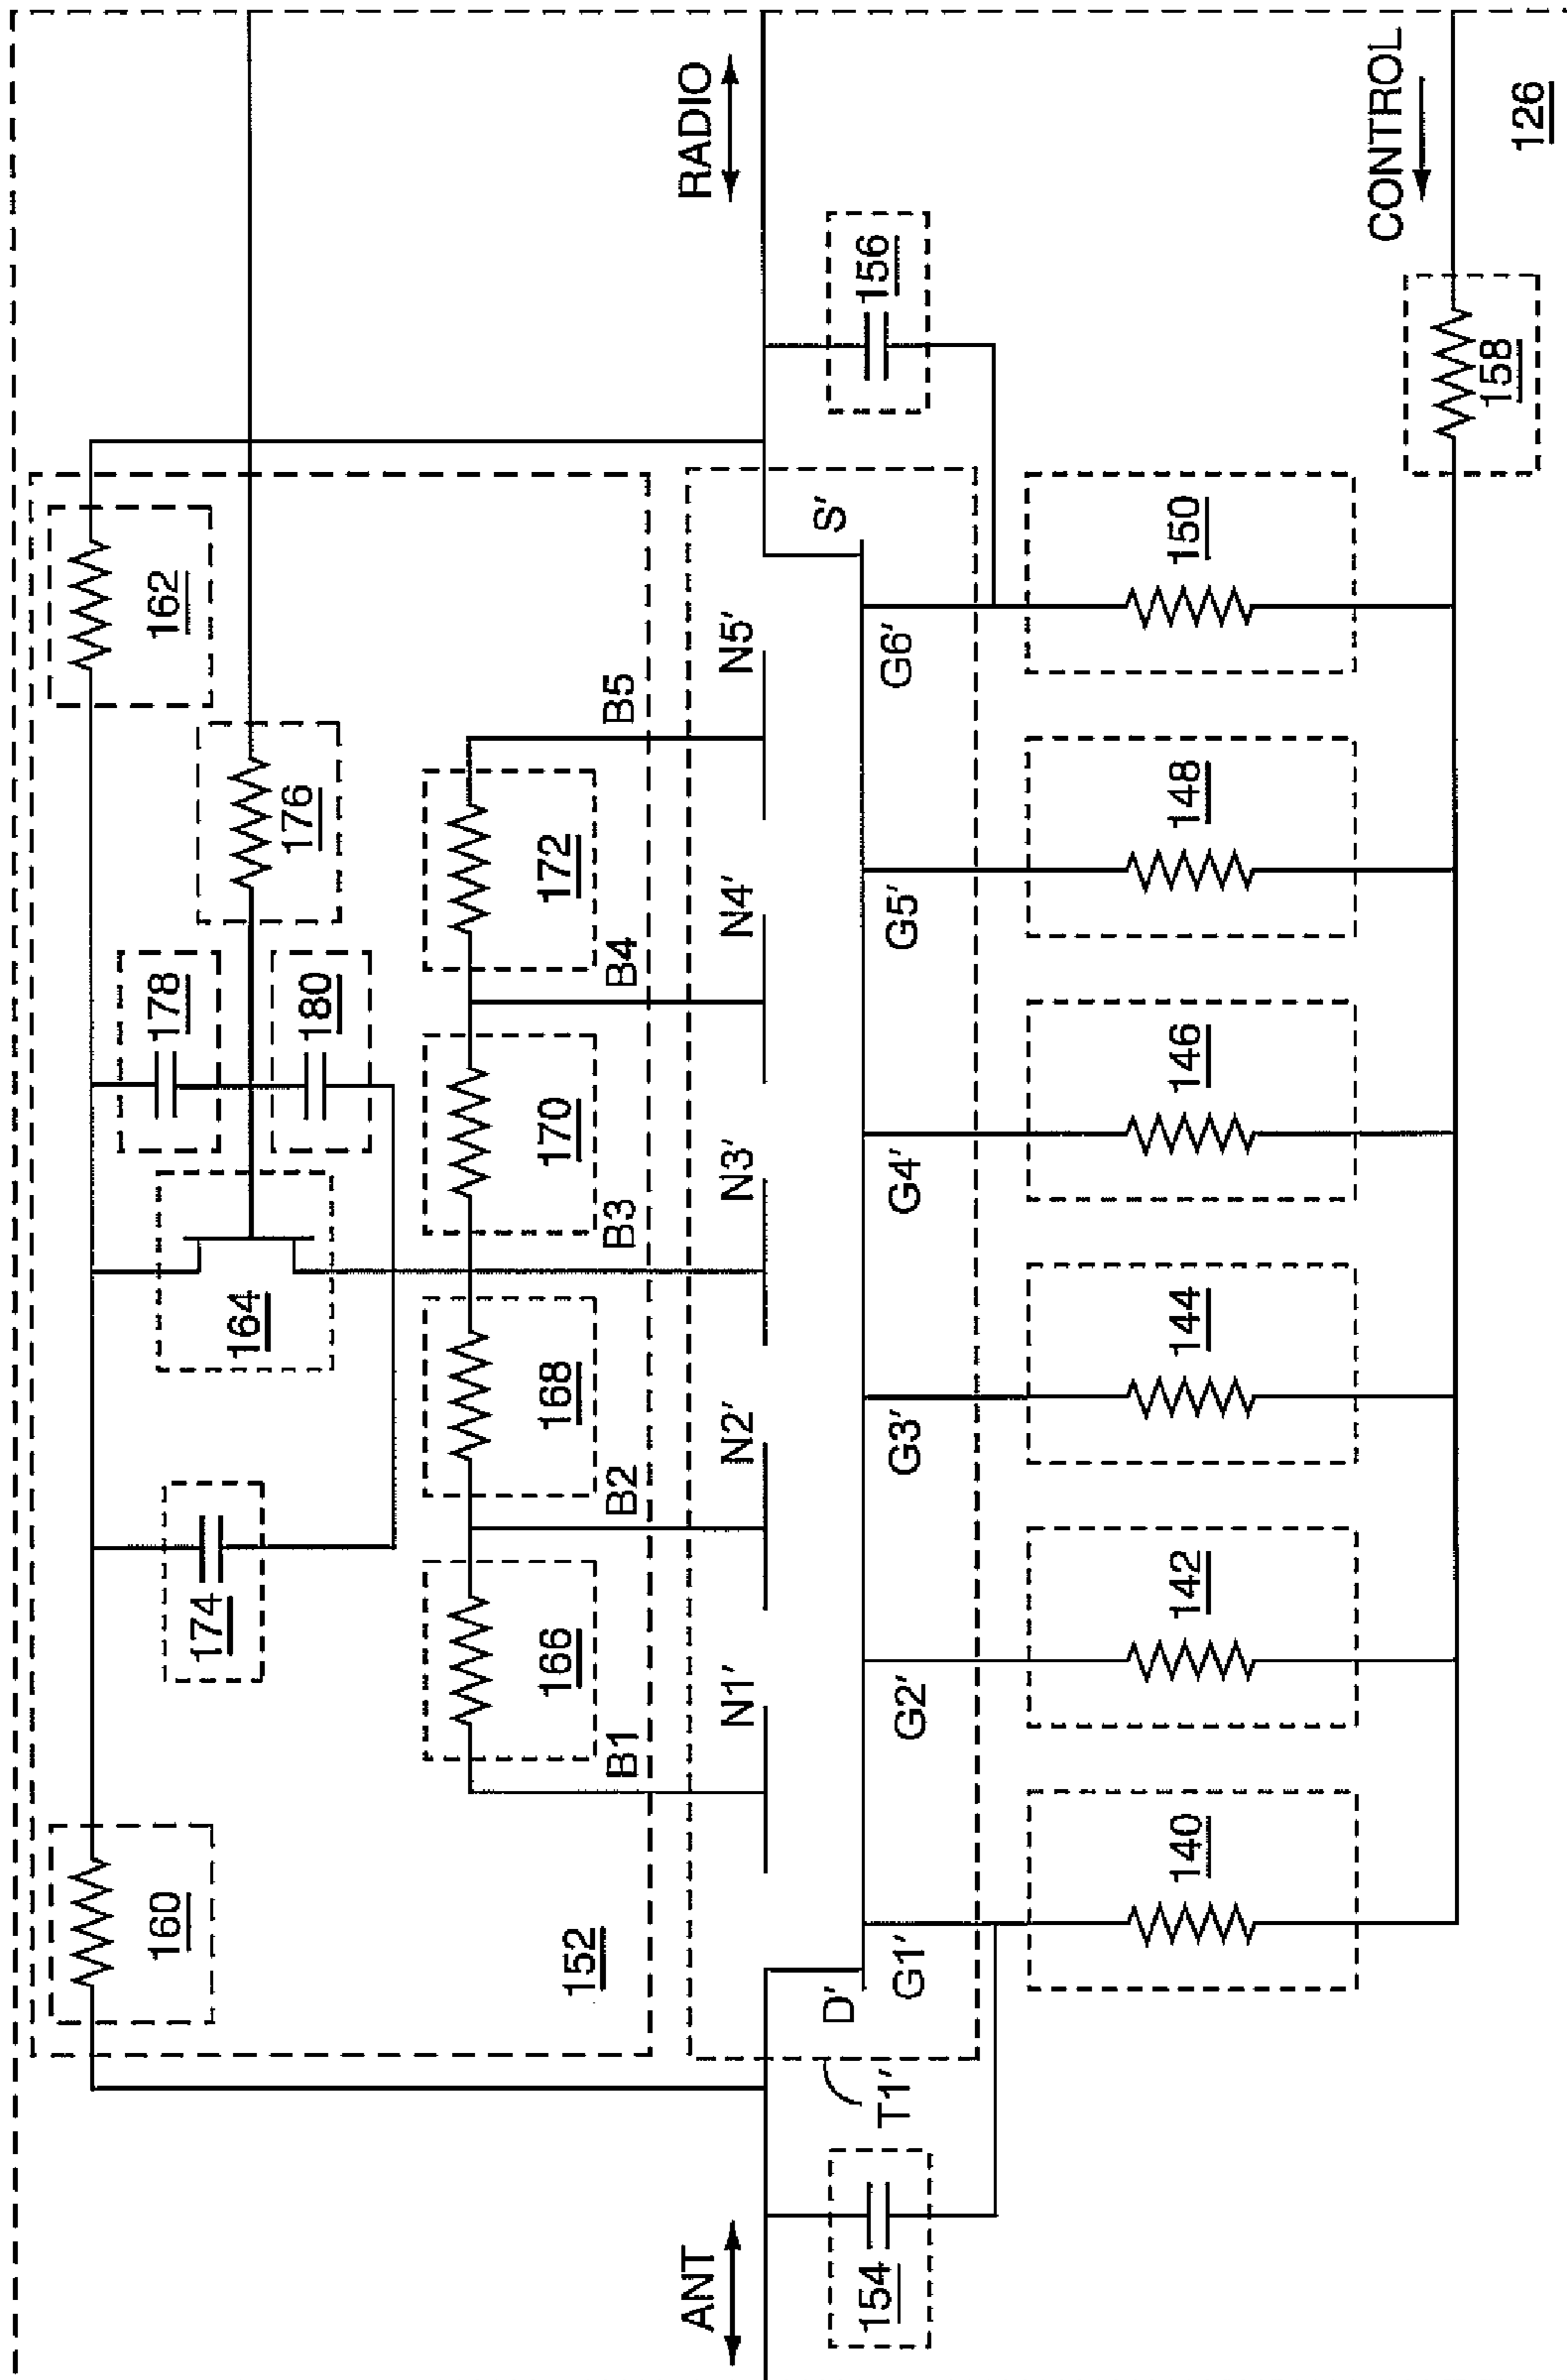 162
178
176
174
164
180
160
RADIO
166
168
170
172
152
B1
B2
B3
B4
B5
ANT
N1′
N2′
N3′
N4′
N5′
156
D′
S′
T1′
154
G1′
G2′
G3′
G4′
G5′
G6′
140
142
144
146
148
150
CONTROL
158
126